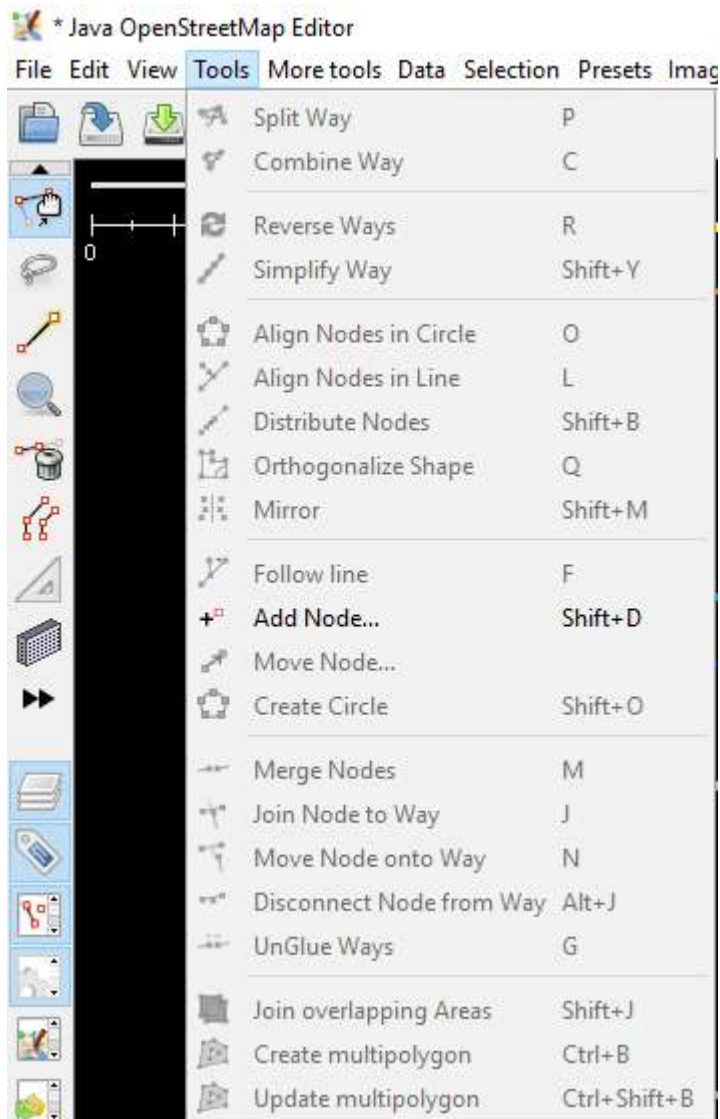 * Java OpenStreetMap Editor
File Edit View Tools More tools Data Selection Presets
0
Split Way P
Combine Way C
Reverse Ways R
Simplify Way Shift+Y
Align Nodes in Circle O
Align Nodes in Line L
Distribute Nodes Shift+B
Orthogonalize Shape Q
Mirror Shift+M
Follow line F
Add Node... Shift+D
Move Node...
Create Circle Shift+O
Merge Nodes M
Join Node to Way J
Move Node onto Way N
Disconnect Node from Way Alt+J
UnGlue Ways G
Join overlapping Areas Shift+J
Create multipolygon Ctrl+B
Update multipolygon Ctrl+Shift+B